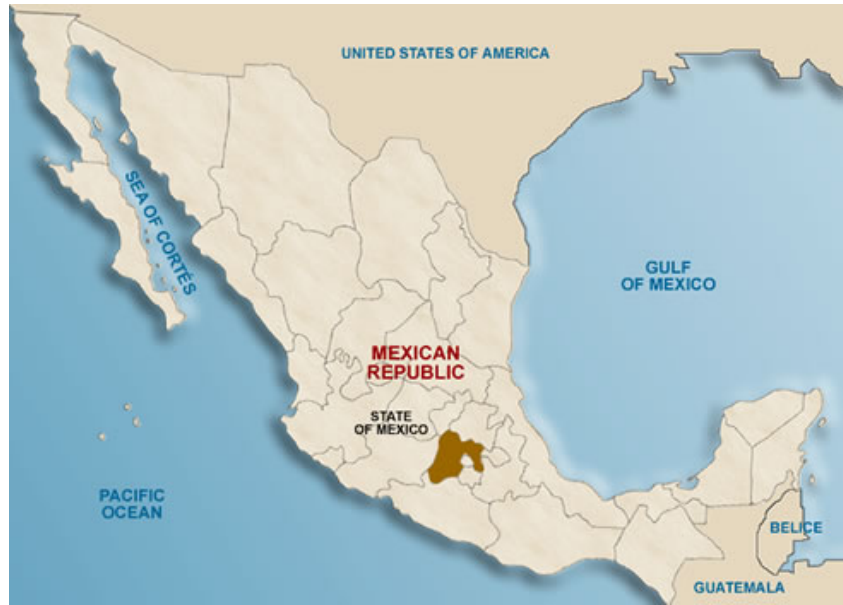 UNITED STATES OF AMERICA
SEA OF CORTÉS
GULF
OF MEXICO
MEXICAN
REPUBLIC
STATE
OF MEXICO
PACIFIC
OCEAN
BELICE
GUATEMALA